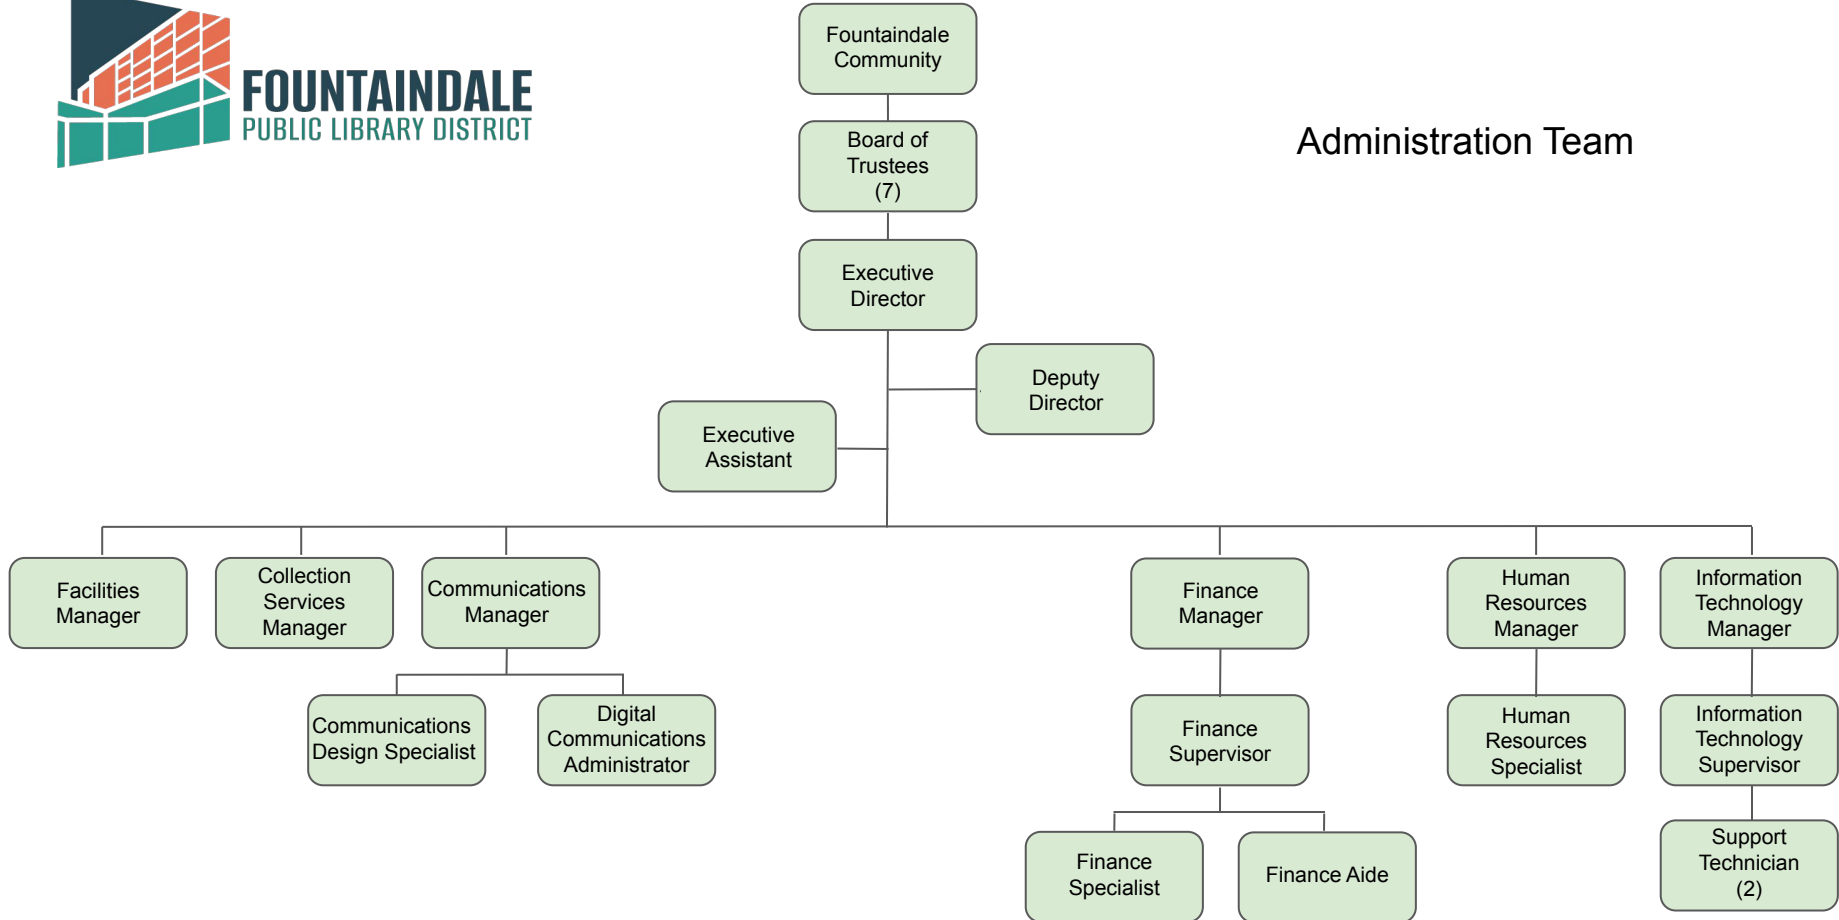 FOUNTAINDALE
PUBLIC LIBRARY DISTRICT
Administration Team
Fountaindale
Community
Board of
Trustees
(7)
Executive
Director
Deputy
Director
Executive
Assistant
Facilities
Manager
Collection
Services
Manager
Communications
Manager
Finance
Manager
Human
Resources
Manager
Information
Technology
Manager
Communications
Design Specialist
Digital
Communications
Administrator
Finance
Supervisor
Human
Resources
Specialist
Information
Technology
Supervisor
Finance
Specialist
Finance Aide
Support
Technician
(2)